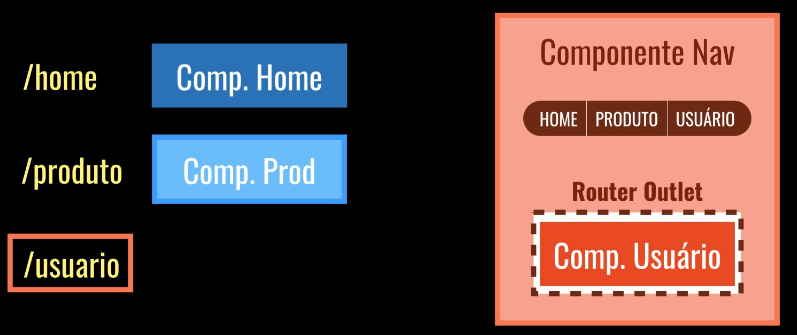 /home
Comp. Home
/produto
Comp. Prod
/usuario
Componente Nav
HOME PRODUTO USUÁRIO
Router Outlet
Comp. Usuário